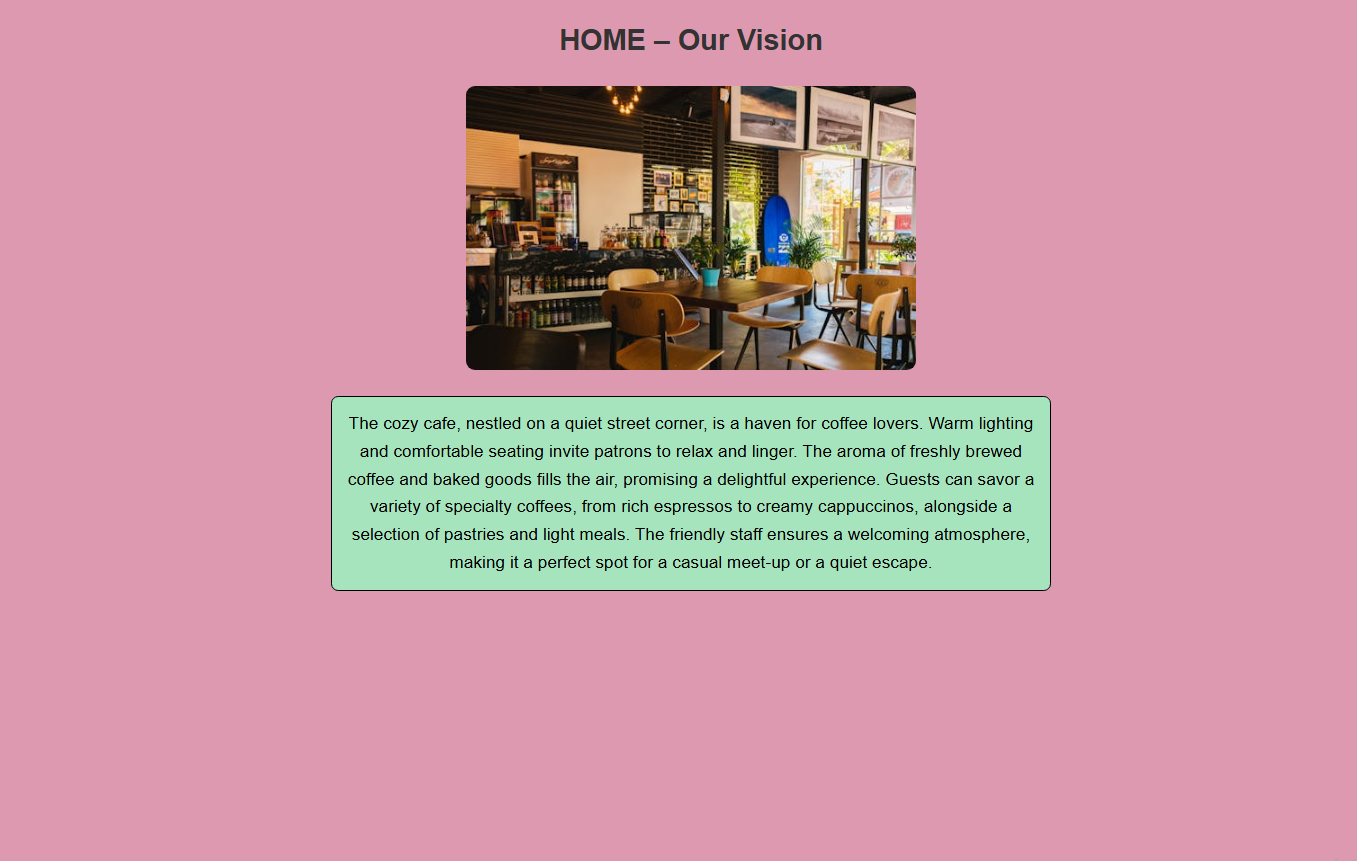 HOME – Our Vision
The cozy cafe, nestled on a quiet street corner, is a haven for coffee lovers. Warm lighting
and comfortable seating invite patrons to relax and linger. The aroma of freshly brewed
coffee and baked goods fills the air, promising a delightful experience. Guests can savor a
variety of specialty coffees, from rich espressos to creamy cappuccinos, alongside a
selection of pastries and light meals. The friendly staff ensures a welcoming atmosphere,
making it a perfect spot for a casual meet-up or a quiet escape.